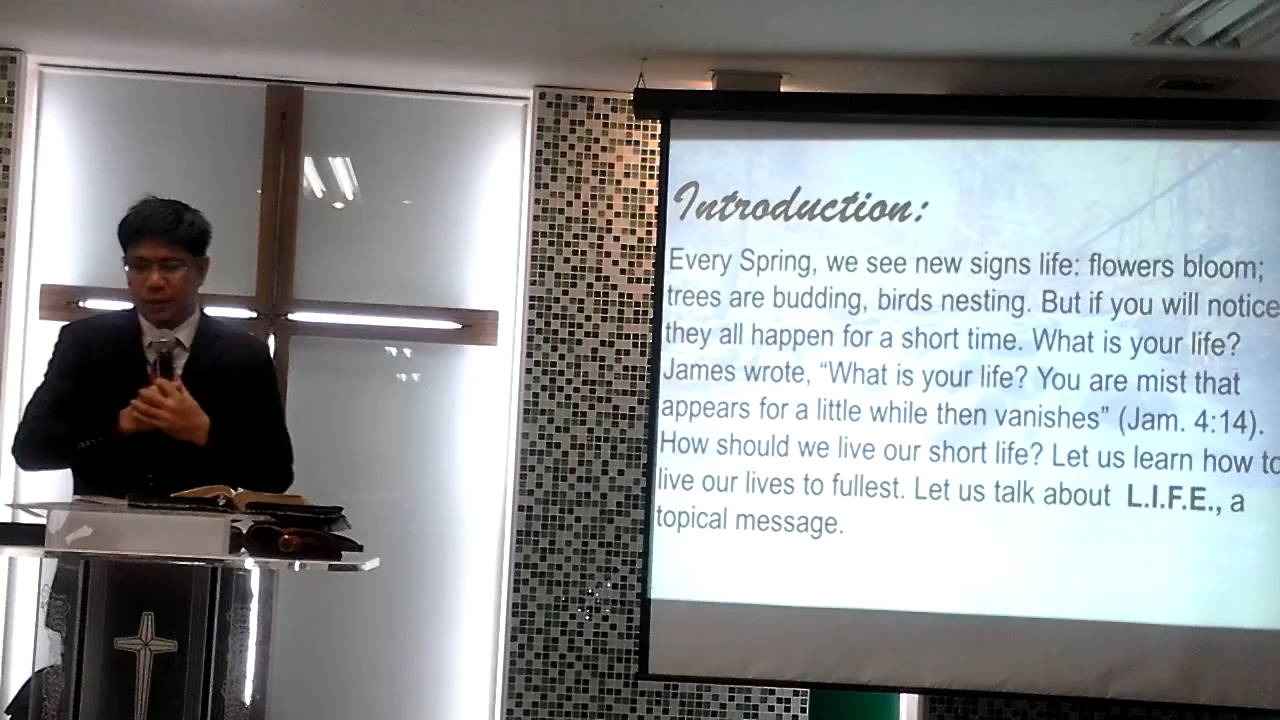 Introduction:
Every Spring, we see new signs life: flowers bloom;
trees are budding, birds nesting. But if you will notice
they all happen for a short time. What is your life?
James wrote, “What is your life? You are mist that
appears for a little while then vanishes” (Jam. 4:14).
How should we live our short life? Let us learn how to
live our lives to fullest. Let us talk about L.I.F.E., a
topical message.